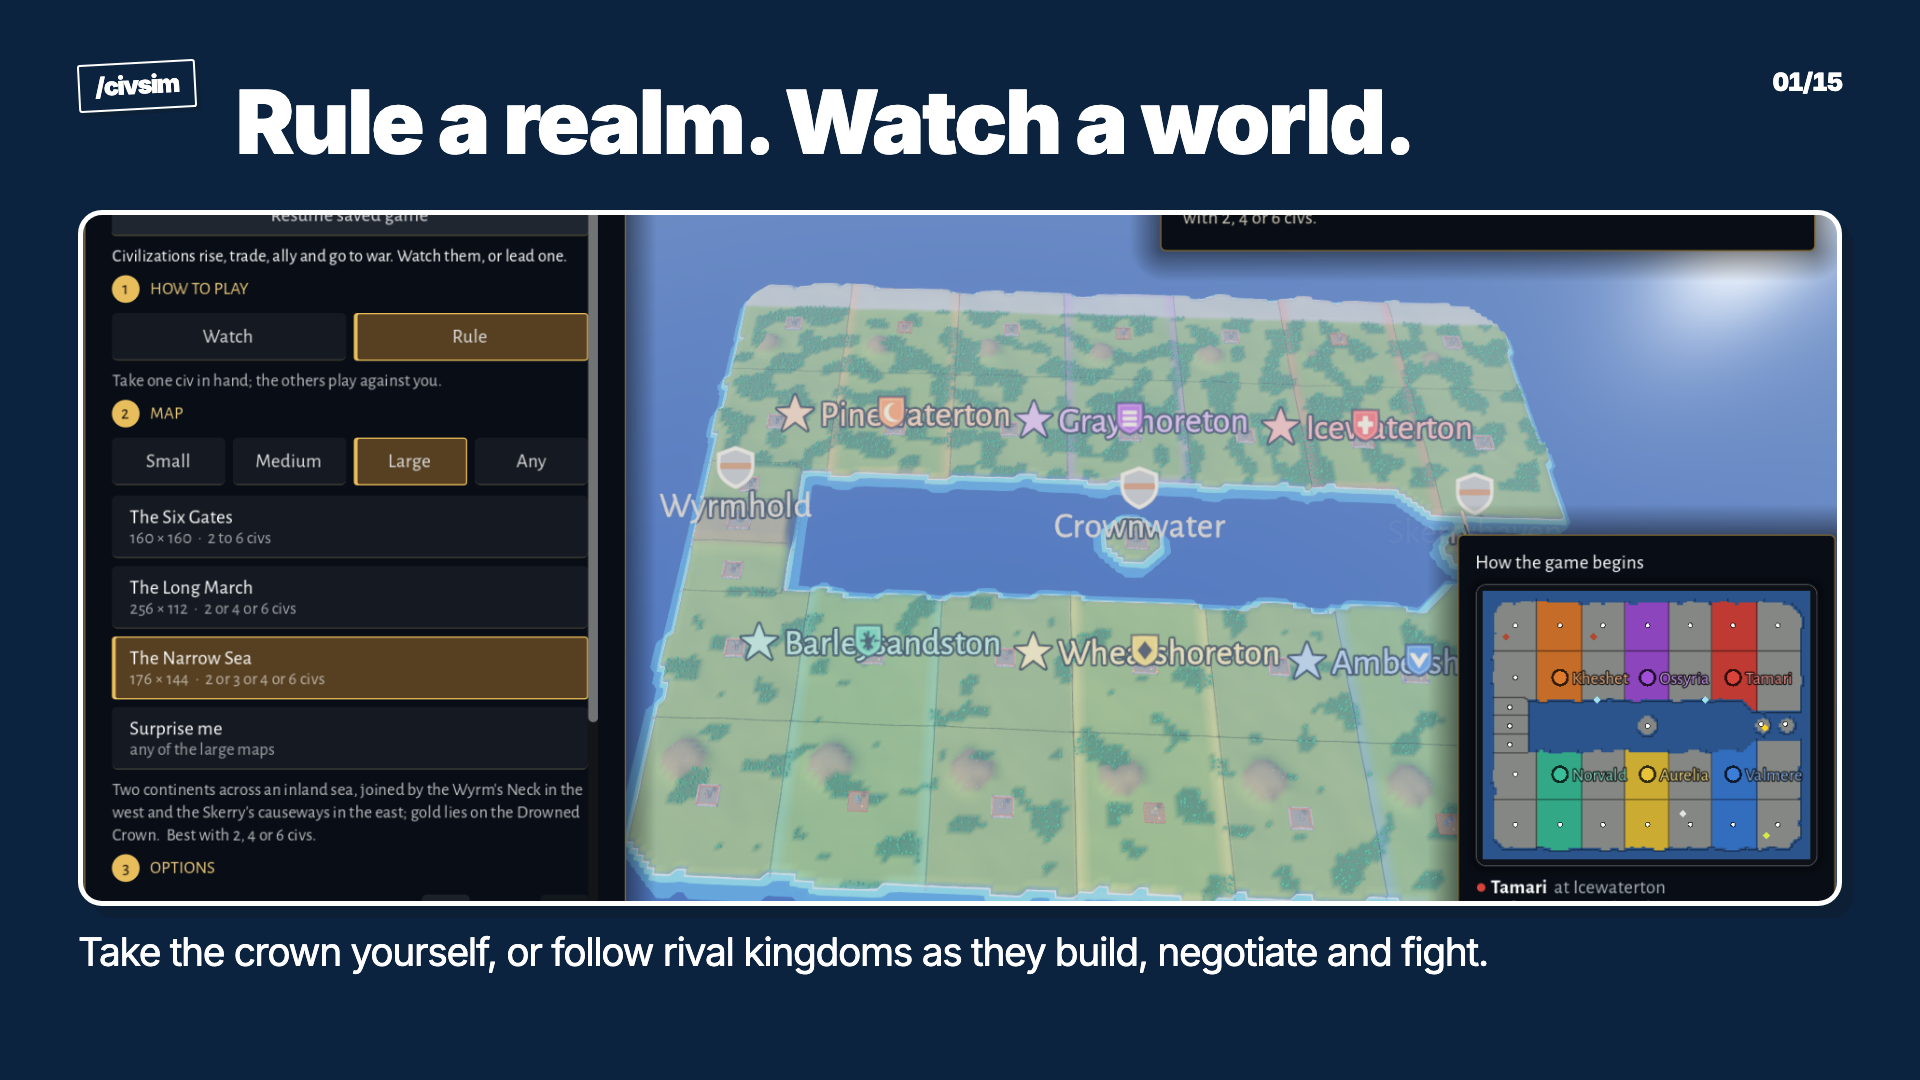 /civsim
Rule a realm. Watch a world.
01/15
Resume saved game
with 2, 4 or 6 civs.
Civilizations rise, trade, ally and go to war. Watch them, or lead one.
1 HOW TO PLAY
Watch
Rule
Take one civ in hand; the others play against you.
2 MAP
Small
Medium
Large
Any
The Six Gates
160 × 160 · 2 to 6 civs
The Long March
256 × 112 · 2 or 4 or 6 civs
The Narrow Sea
176 × 144 · 2 or 3 or 4 or 6 civs
Surprise me
any of the large maps
Two continents across an inland sea, joined by the Wyrm's Neck in the
west and the Skerry's causeways in the east; gold lies on the Drowned
Crown. Best with 2, 4 or 6 civs.
3 OPTIONS
Wyrmhold
Crownwater
How the game begins
Kheshet
Ossyria
Tamari
Norvald
Aurelia
Valmere
Tamari at Icewaterton
Take the crown yourself, or follow rival kingdoms as they build, negotiate and fight.